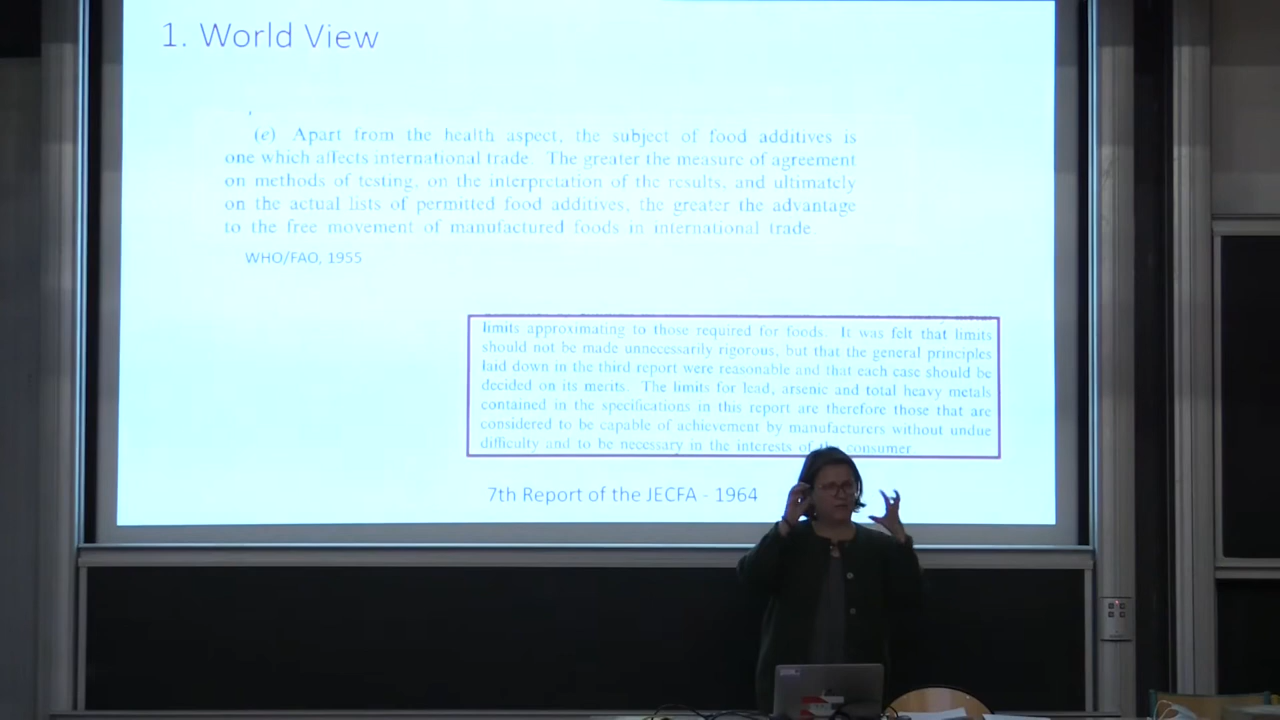 1. World View
(e) Apart from the health aspect, the subject of food additives is
one which affects international trade. The greater the measure of agreement
on methods of testing, on the interpretation of the results, and ultimately
on the actual lists of permitted food additives, the greater the advantage
to the free movement of manufactured foods in international trade.
WHO/FAO, 1955
limits approximating to those required for foods. It was felt that limits
should not be made unnecessarily rigorous, but that the general principles
laid down in the third report were reasonable and that each case should be
decided on its merits. The limits for lead, arsenic and total heavy metals
contained in the specifications in this report are therefore those that are
considered to be capable of achievement by manufacturers without undue
difficulty and to be necessary in the interests of the consumer
7th Report of the JECFA - 1964